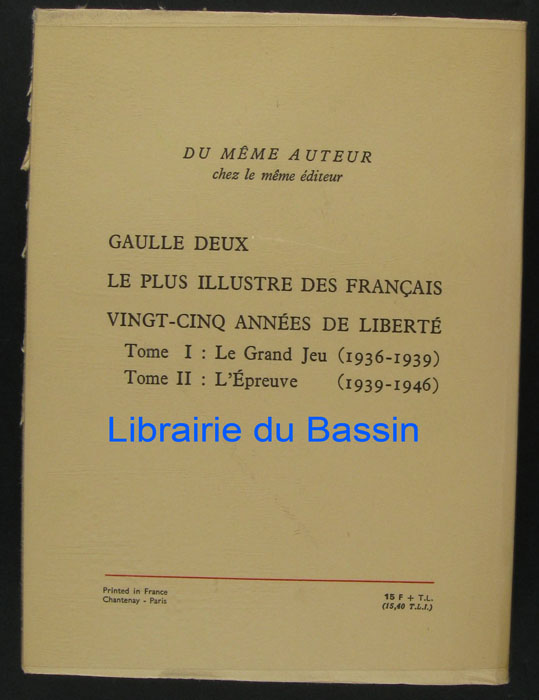 DU MÊME AUTEUR
chez le même éditeur
GAULLE DEUX
LE PLUS ILLUSTRE DES FRANÇAIS
VINGT-CINQ ANNÉES DE LIBERTÉ
Tome I : Le Grand Jeu (1936-1939)
Tome II : L'Épreuve (1939-1946)
Librairie du Bassin
Printed in France
Chantenay - Paris
15 F + T.L.
(15,40 T.L.I.)